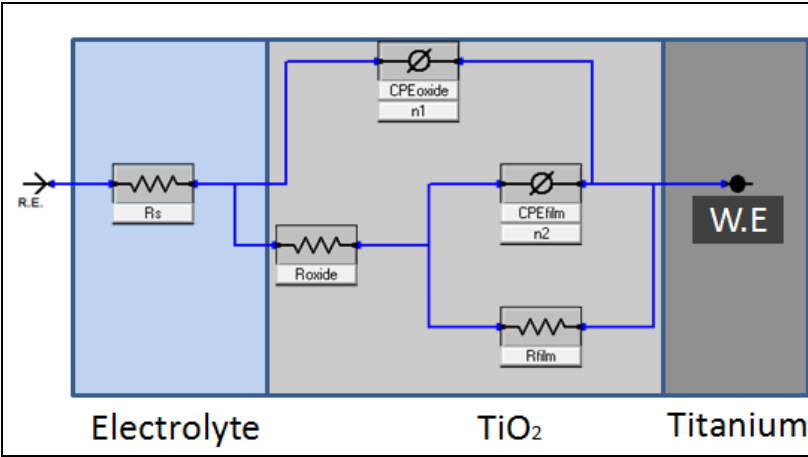 CPEoxide
n1
R.E.
Rs
CPEfilm
n2
W.E
Roxide
Rfilm
Electrolyte
TiO₂
Titanium